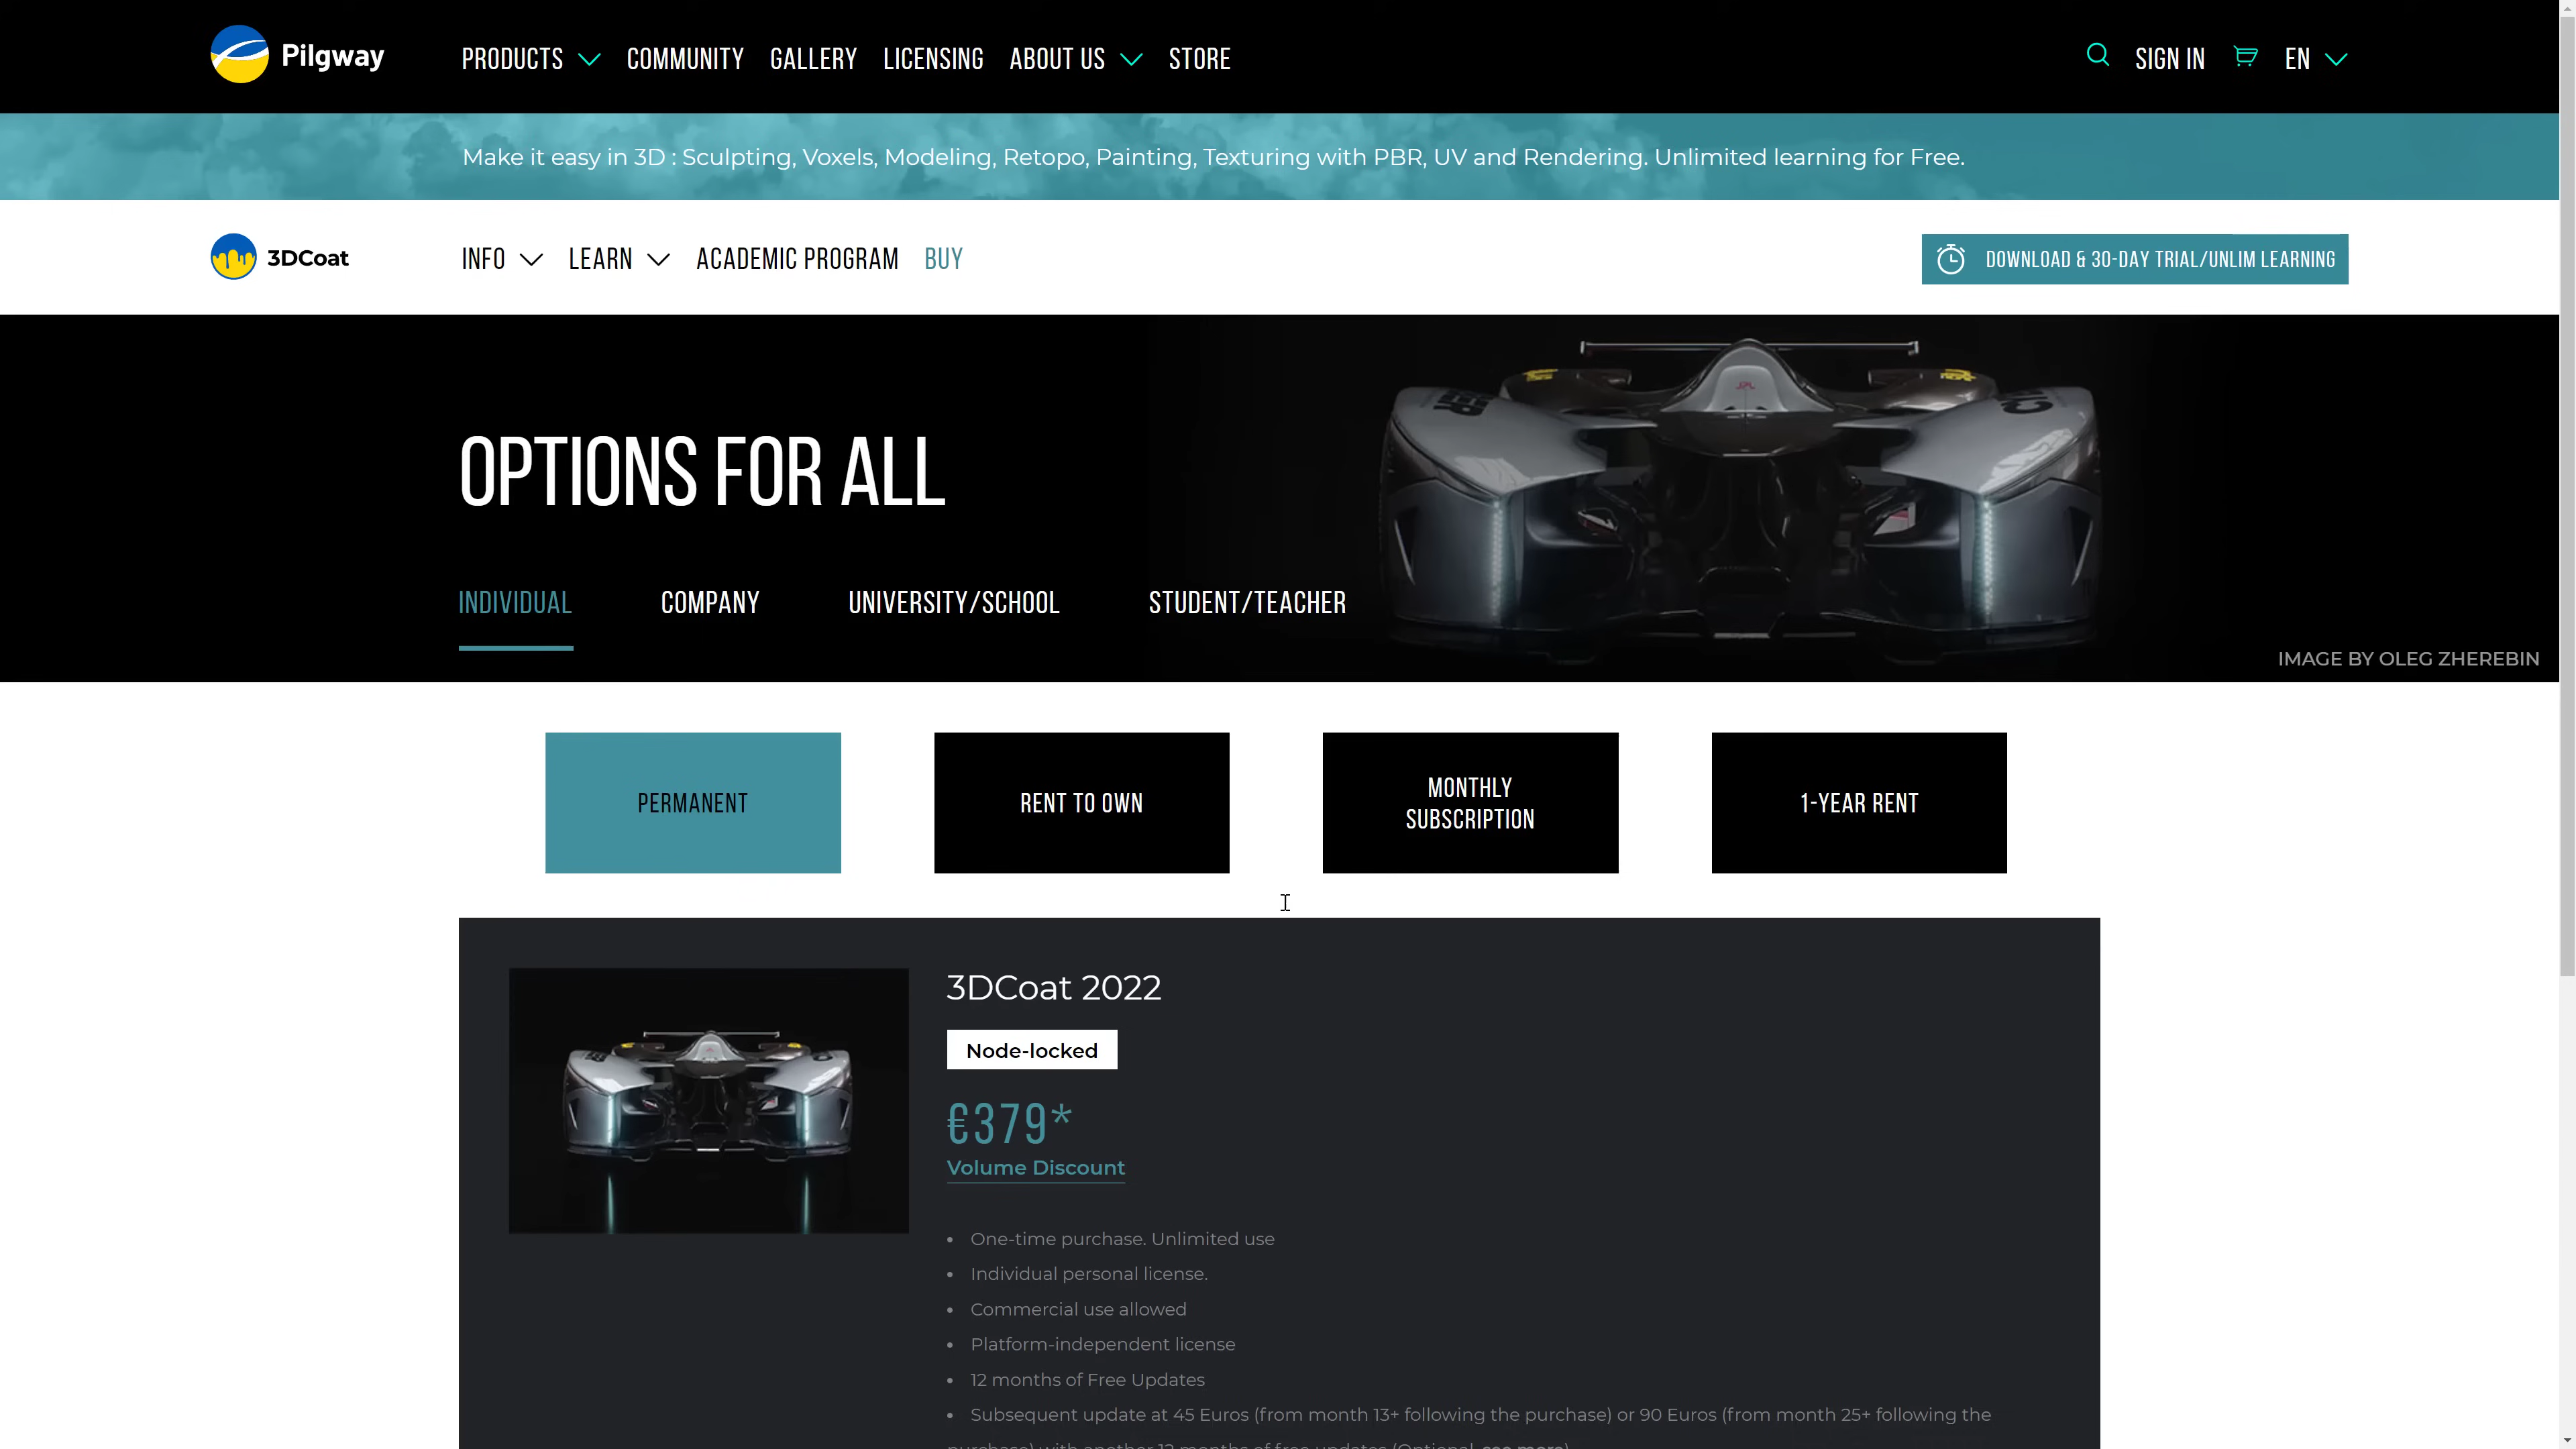 Pilgway
PRODUCTS COMMUNITY GALLERY LICENSING ABOUT US STORE
SIGN IN EN
Make it easy in 3D : Sculpting, Voxels, Modeling, Retopo, Painting, Texturing with PBR, UV and Rendering. Unlimited learning for Free.
3DCoat
INFO LEARN ACADEMIC PROGRAM BUY
DOWNLOAD & 30-DAY TRIAL/UNLIM LEARNING
OPTIONS FOR ALL
INDIVIDUAL COMPANY UNIVERSITY/SCHOOL STUDENT/TEACHER
IMAGE BY OLEG ZHEREBIN
PERMANENT
RENT TO OWN
MONTHLY
SUBSCRIPTION
1-YEAR RENT
3DCoat 2022
Node-locked
€379*
Volume Discount
• One-time purchase. Unlimited use
• Individual personal license.
• Commercial use allowed
• Platform-independent license
• 12 months of Free Updates
• Subsequent update at 45 Euros (from month 13+ following the purchase) or 90 Euros (from month 25+ following the
purchase) with another 12 months of free updates (Optional, see more)